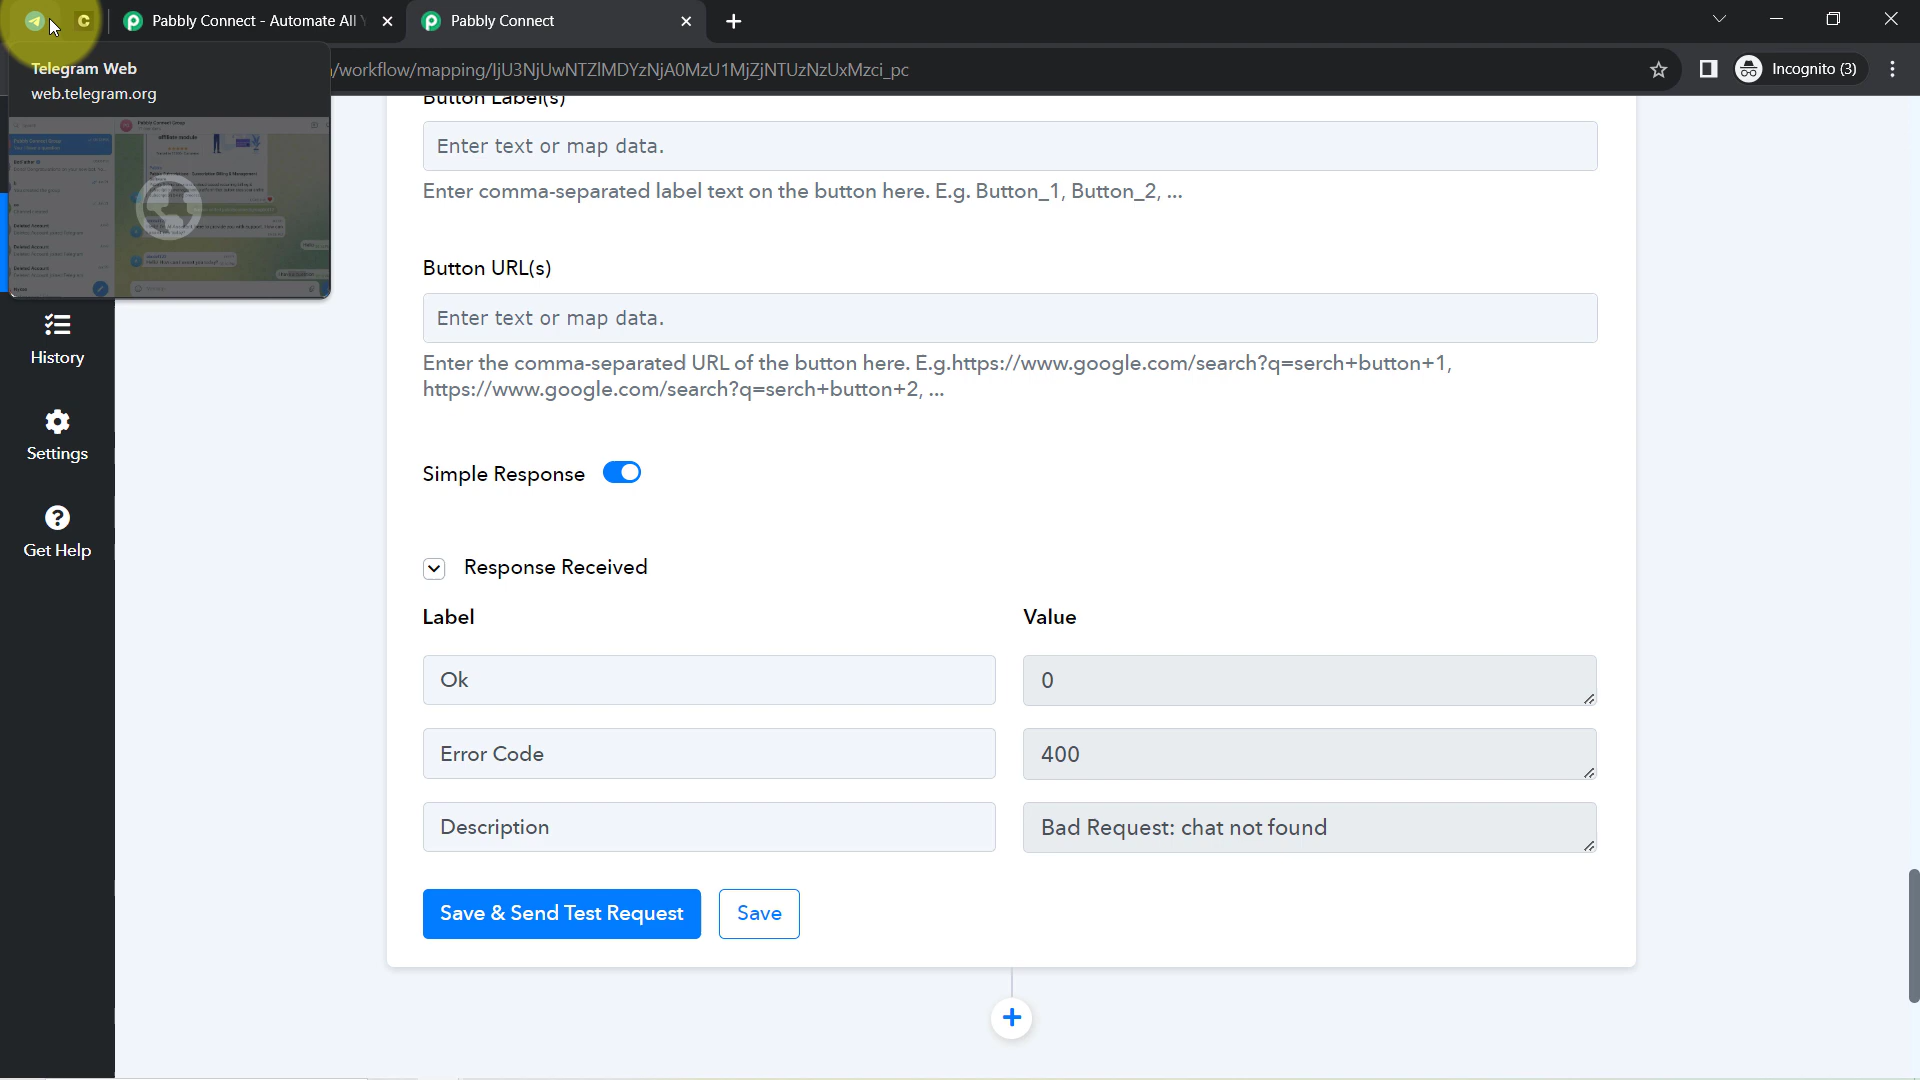 C
Pabbly Connect - Automate All
Pabbly Connect
Telegram Web
web.telegram.org
/workflow/mapping/IjU3NjUwNTZlMDYzNjA0MzU1MjZjNTUzNzUxMzci_pc
Incognito (3)
Button Label(s)
Enter text or map data.
Enter comma-separated label text on the button here. E.g. Button_1, Button_2, ...
Button URL(s)
Enter text or map data.
Enter the comma-separated URL of the button here. E.g.https://www.google.com/search?q=serch+button+1,
https://www.google.com/search?q=serch+button+2, ...
History
Settings
Get Help
Simple Response
Response Received
Label
Value
Ok
0
Error Code
400
Description
Bad Request: chat not found
Save & Send Test Request
Save